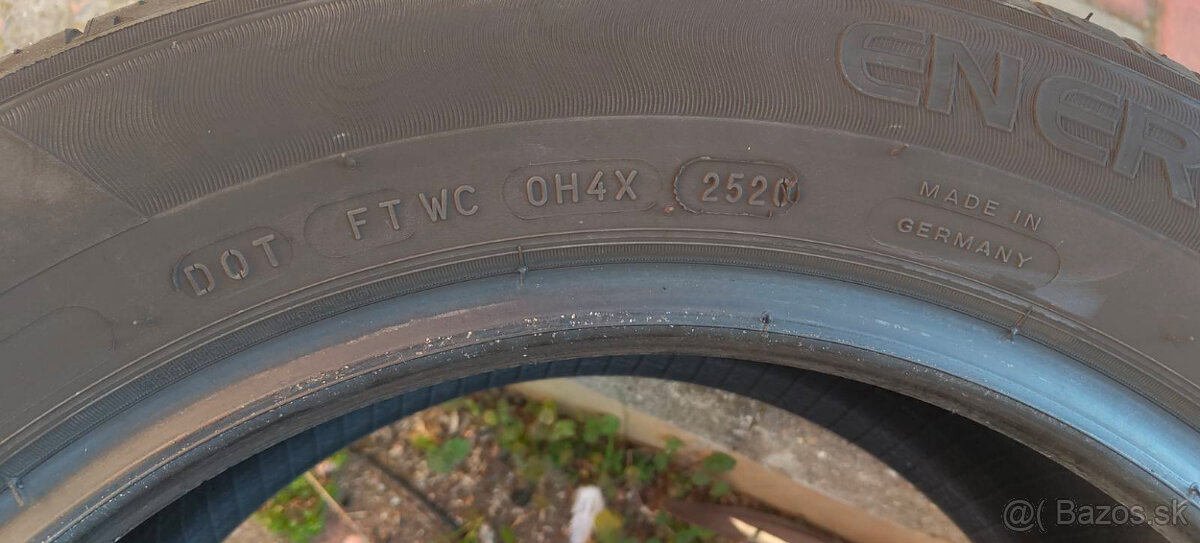 ENER
DOT FT WC 0H4X 2520
MADE IN
GERMANY
@( Bazos.sk